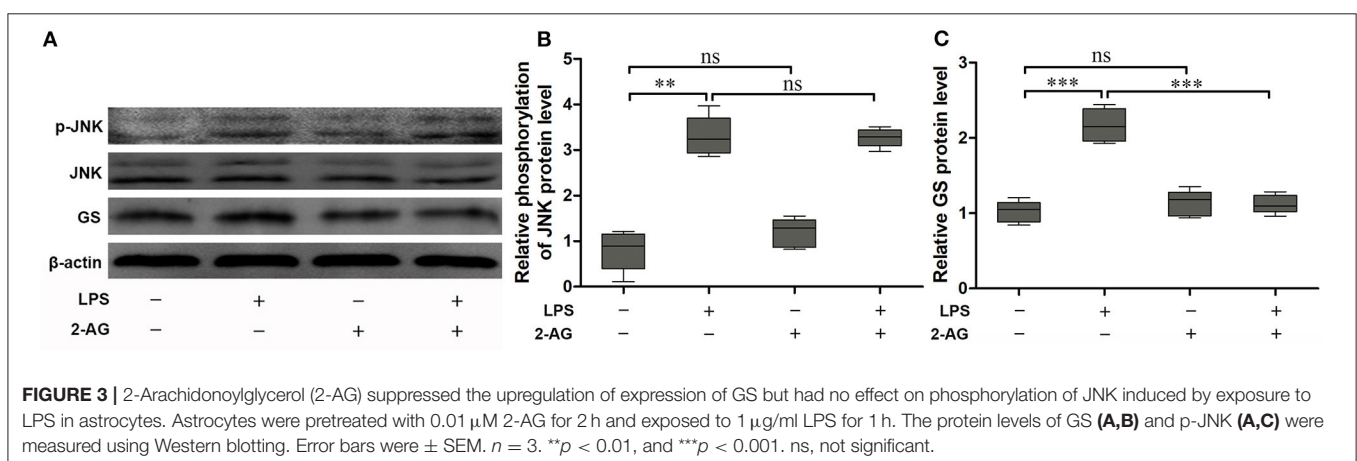 A
p-JNK
JNK
GS
β-actin
LPS − + − +
2-AG − − + +
B
Relative phosphorylation
of JNK protein level
5
4
3
2
1
0
ns
**
ns
LPS − + − +
2-AG − − + +
C
Relative GS protein level
3
2
1
0
ns
***
***
LPS − + − +
2-AG − − + +
FIGURE 3 | 2-Arachidonoylglycerol (2-AG) suppressed the upregulation of expression of GS but had no effect on phosphorylation of JNK induced by exposure to
LPS in astrocytes. Astrocytes were pretreated with 0.01 μM 2-AG for 2 h and exposed to 1 μg/ml LPS for 1 h. The protein levels of GS (A,B) and p-JNK (A,C) were
measured using Western blotting. Error bars were ± SEM. n = 3. **p < 0.01, and ***p < 0.001. ns, not significant.